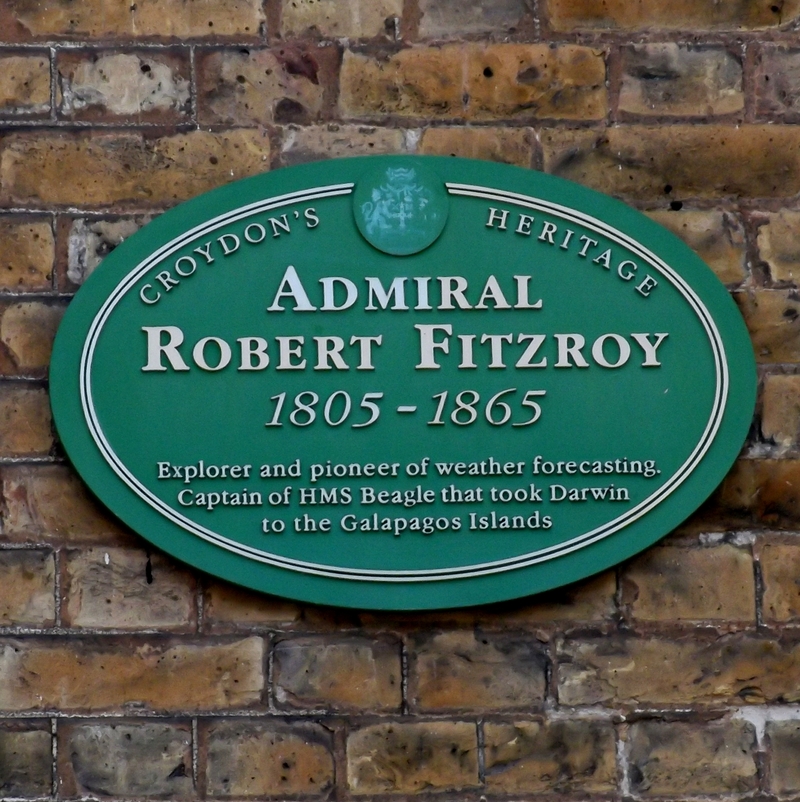 CROYDON'S HERITAGE
ADMIRAL
ROBERT FITZROY
1805 - 1865
Explorer and pioneer of weather forecasting.
Captain of HMS Beagle that took Darwin
to the Galapagos Islands